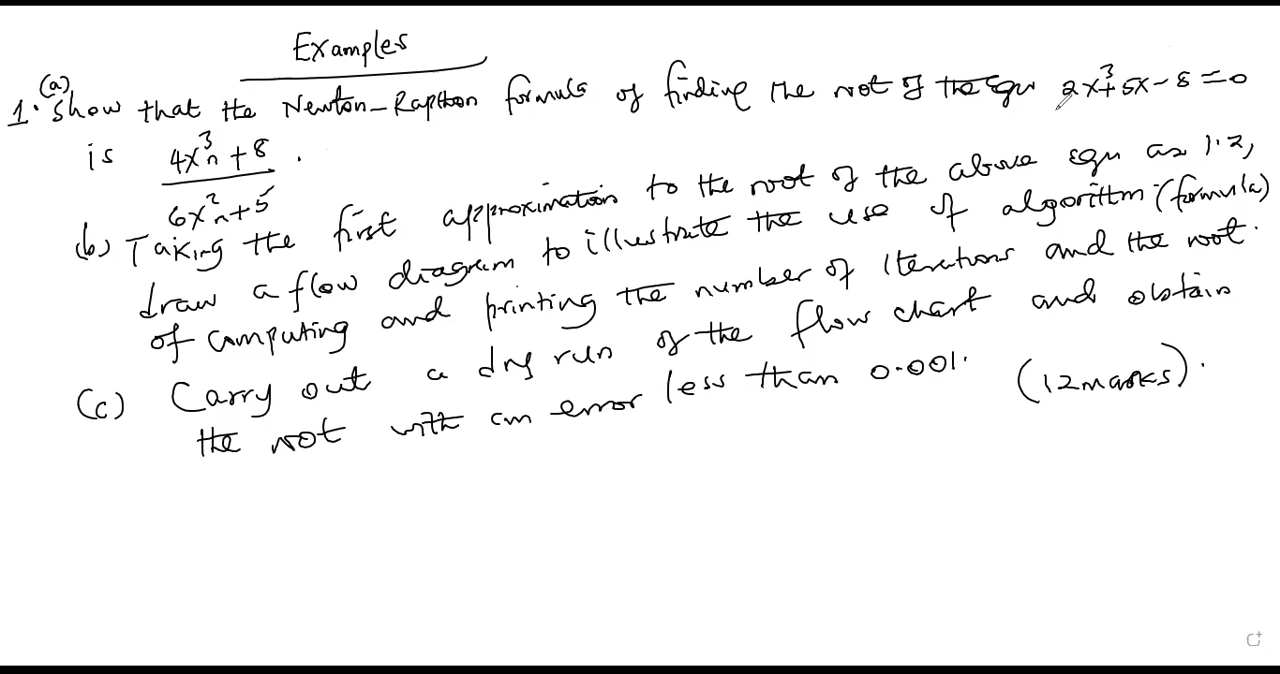 Examples
(a)
1. Show that the Newton-Rapthon formula of finding the root of the equ 2x³+5x-8=0
is (4x³n + 8)/(6x²n + 5).
(b) Taking the first approximation to the root of the above equ as 1.2,
draw a flow diagram to illustrate the use of algorithm (formula)
of computing and printing the number of iterations and the root.
(c) Carry out a dry run of the flow chart and obtain
the root with an error less than 0.001. (12marks).